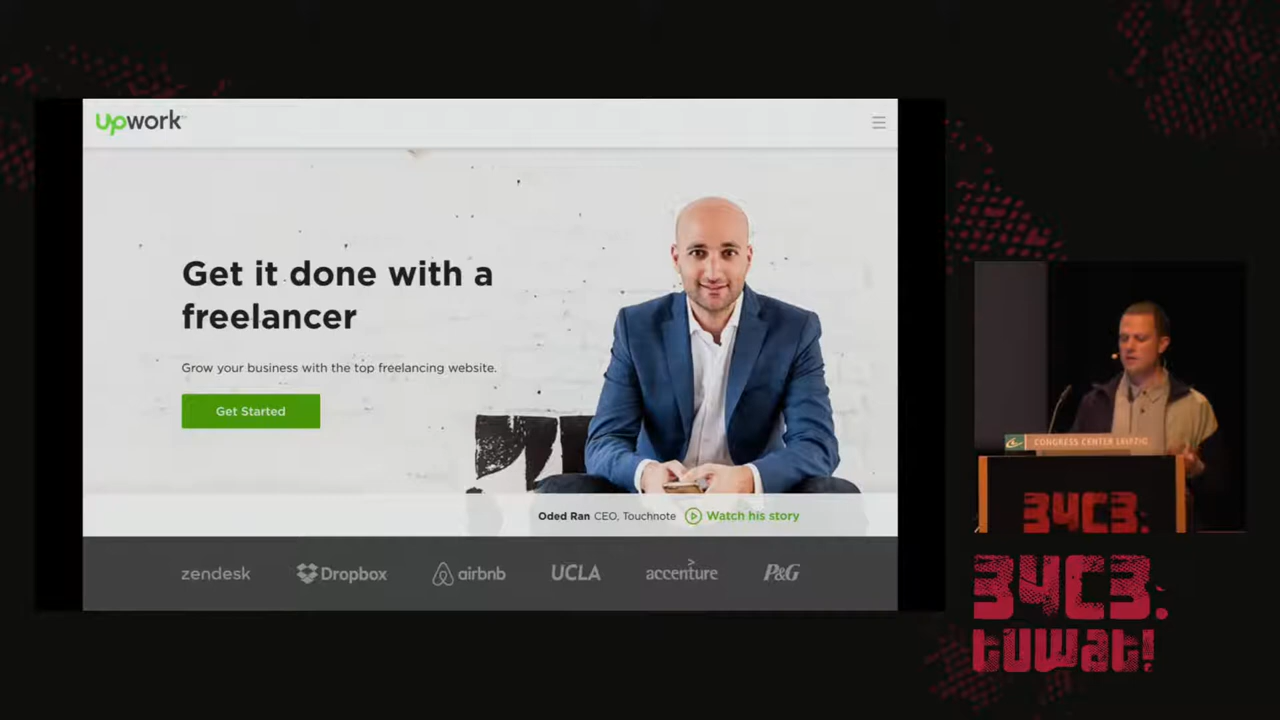 Upwork
Get it done with a
freelancer
Grow your business with the top freelancing website.
Get Started
Oded Ran CEO, Touchnote Watch his story
zendesk Dropbox airbnb UCLA accenture P&G
CONGRESS CENTER LEIPZIG
34C3.
34C3.
tuwat!